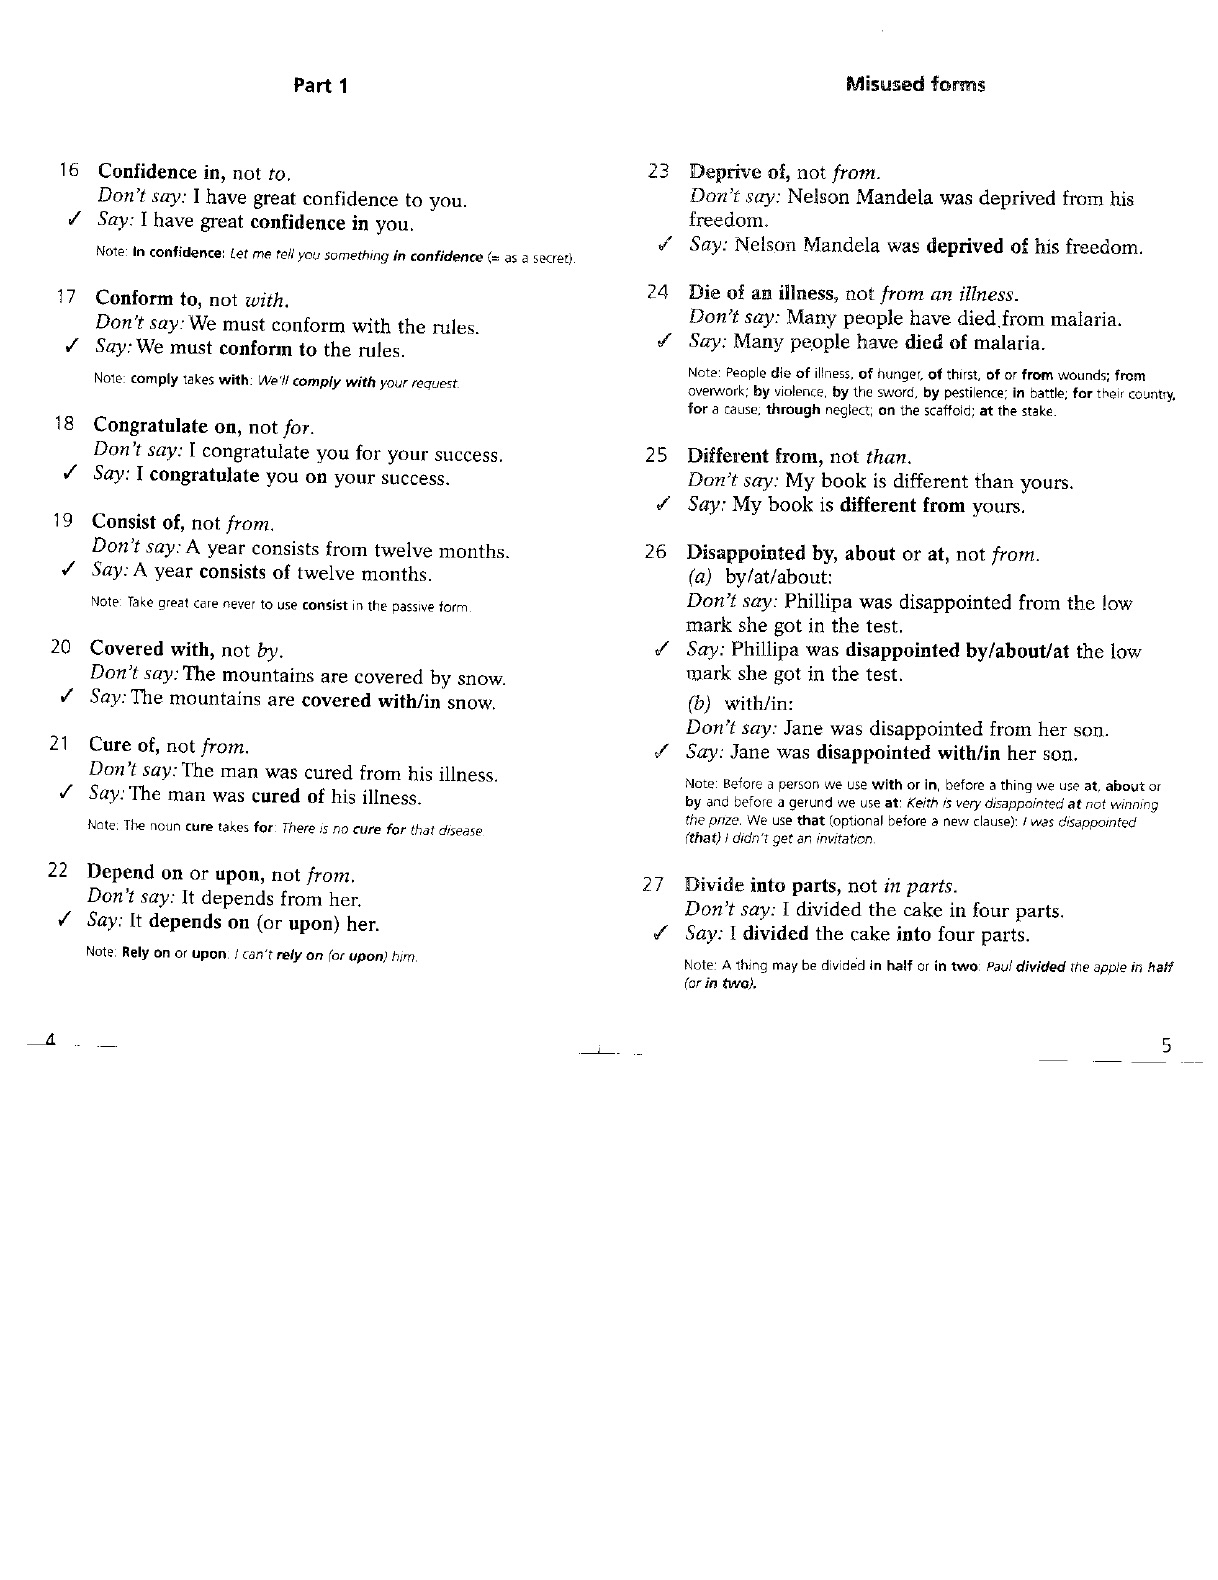 Part 1
16 Confidence in, not to.
Don't say: I have great confidence to you.
✓ Say: I have great confidence in you.
Note: In confidence: Let me tell you something in confidence (= as a secret).
17 Conform to, not with.
Don't say: We must conform with the rules.
✓ Say: We must conform to the rules.
Note: comply takes with: We'll comply with your request.
18 Congratulate on, not for.
Don't say: I congratulate you for your success.
✓ Say: I congratulate you on your success.
19 Consist of, not from.
Don't say: A year consists from twelve months.
✓ Say: A year consists of twelve months.
Note: Take great care never to use consist in the passive form.
20 Covered with, not by.
Don't say: The mountains are covered by snow.
✓ Say: The mountains are covered with/in snow.
21 Cure of, not from.
Don't say: The man was cured from his illness.
✓ Say: The man was cured of his illness.
Note: The noun cure takes for: There is no cure for that disease.
22 Depend on or upon, not from.
Don't say: It depends from her.
✓ Say: It depends on (or upon) her.
Note: Rely on or upon: I can't rely on (or upon) him.
4
Misused forms
23 Deprive of, not from.
Don't say: Nelson Mandela was deprived from his
freedom.
✓ Say: Nelson Mandela was deprived of his freedom.
24 Die of an illness, not from an illness.
Don't say: Many people have died from malaria.
✓ Say: Many people have died of malaria.
Note: People die of illness, of hunger, of thirst, of or from wounds; from
overwork; by violence, by the sword, by pestilence; in battle; for their country,
for a cause; through neglect; on the scaffold; at the stake.
25 Different from, not than.
Don't say: My book is different than yours.
✓ Say: My book is different from yours.
26 Disappointed by, about or at, not from.
(a) by/at/about:
Don't say: Phillipa was disappointed from the low
mark she got in the test.
✓ Say: Phillipa was disappointed by/about/at the low
mark she got in the test.
(b) with/in:
Don't say: Jane was disappointed from her son.
✓ Say: Jane was disappointed with/in her son.
Note: Before a person we use with or in, before a thing we use at, about or
by and before a gerund we use at: Keith is very disappointed at not winning
the prize. We use that (optional before a new clause): I was disappointed
(that) I didn't get an invitation.
27 Divide into parts, not in parts.
Don't say: I divided the cake in four parts.
✓ Say: I divided the cake into four parts.
Note: A thing may be divided in half or in two: Paul divided the apple in half
(or in two).
5